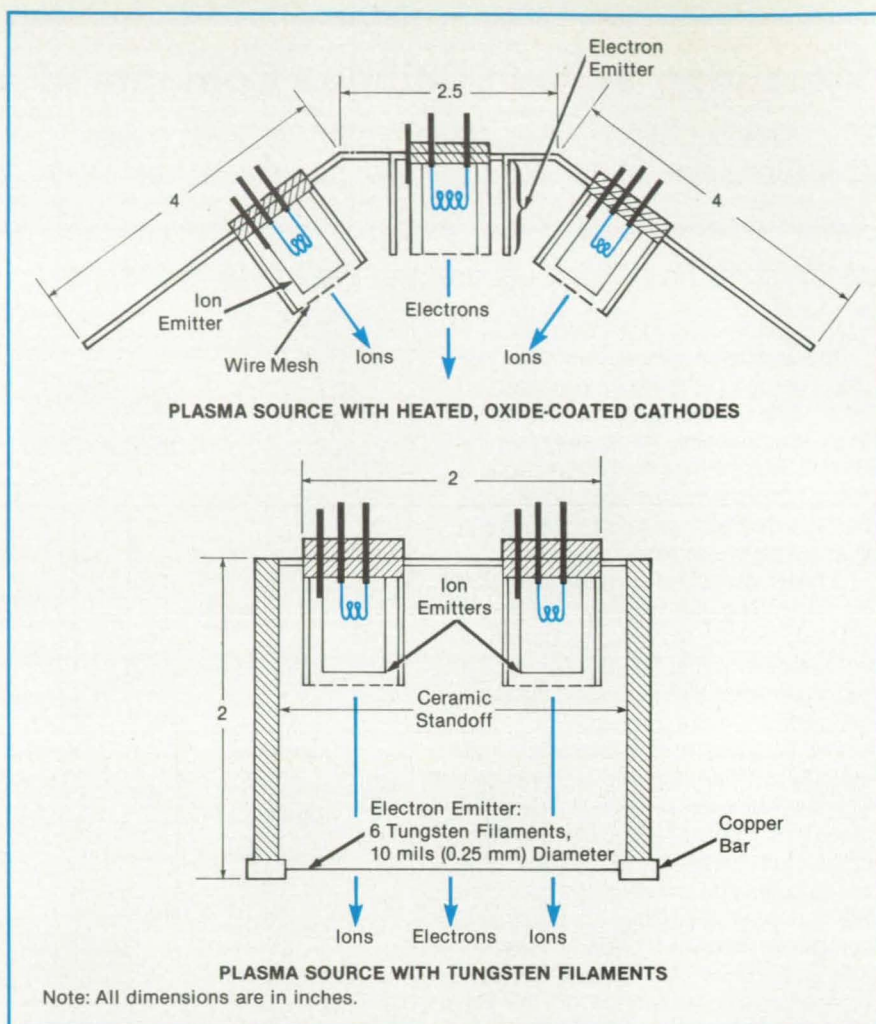 Electron
Emitter
2.5
4
4
Ion
Emitter
Wire Mesh
Ions
Electrons
Ions
PLASMA SOURCE WITH HEATED, OXIDE-COATED CATHODES
2
Ion
Emitters
2
Ceramic
Standoff
Electron Emitter:
6 Tungsten Filaments,
10 mils (0.25 mm) Diameter
Copper
Bar
Ions
Electrons
Ions
PLASMA SOURCE WITH TUNGSTEN FILAMENTS
Note: All dimensions are in inches.